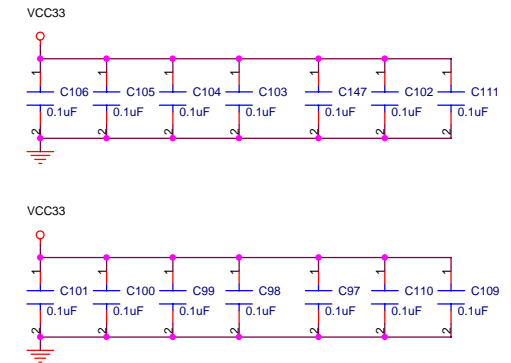 VCC33
1 1 1 1 1 1 1
C106 C105 C104 C103 C147 C102 C111
0.1uF 0.1uF 0.1uF 0.1uF 0.1uF 0.1uF 0.1uF
2 2 2 2 2 2 2
VCC33
1 1 1 1 1 1 1
C101 C100 C99 C98 C97 C110 C109
0.1uF 0.1uF 0.1uF 0.1uF 0.1uF 0.1uF 0.1uF
2 2 2 2 2 2 2